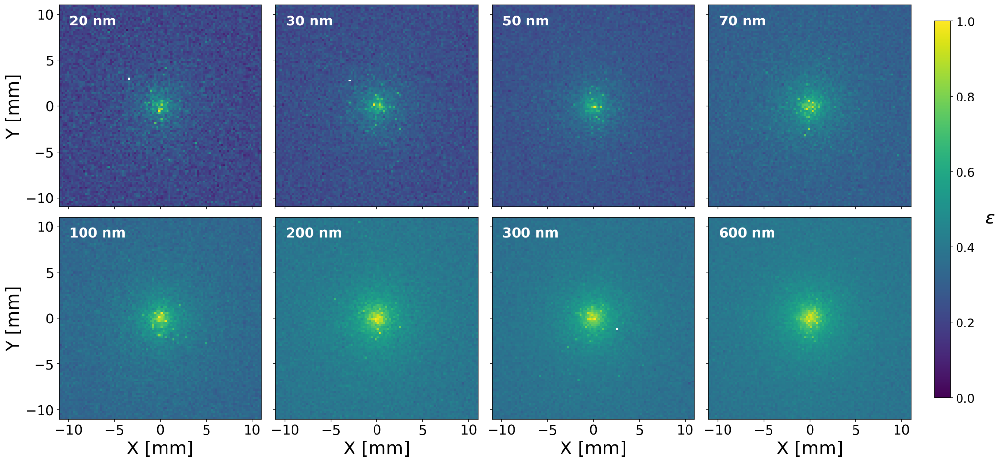 20 nm
30 nm
50 nm
70 nm
10
5
0
−5
−10
Y [mm]
100 nm
200 nm
300 nm
600 nm
10
5
0
−5
−10
Y [mm]
−10 −5 0 5 10
−10 −5 0 5 10
−10 −5 0 5 10
−10 −5 0 5 10
X [mm]
X [mm]
X [mm]
X [mm]
1.0
0.8
0.6
0.4
0.2
0.0
ε